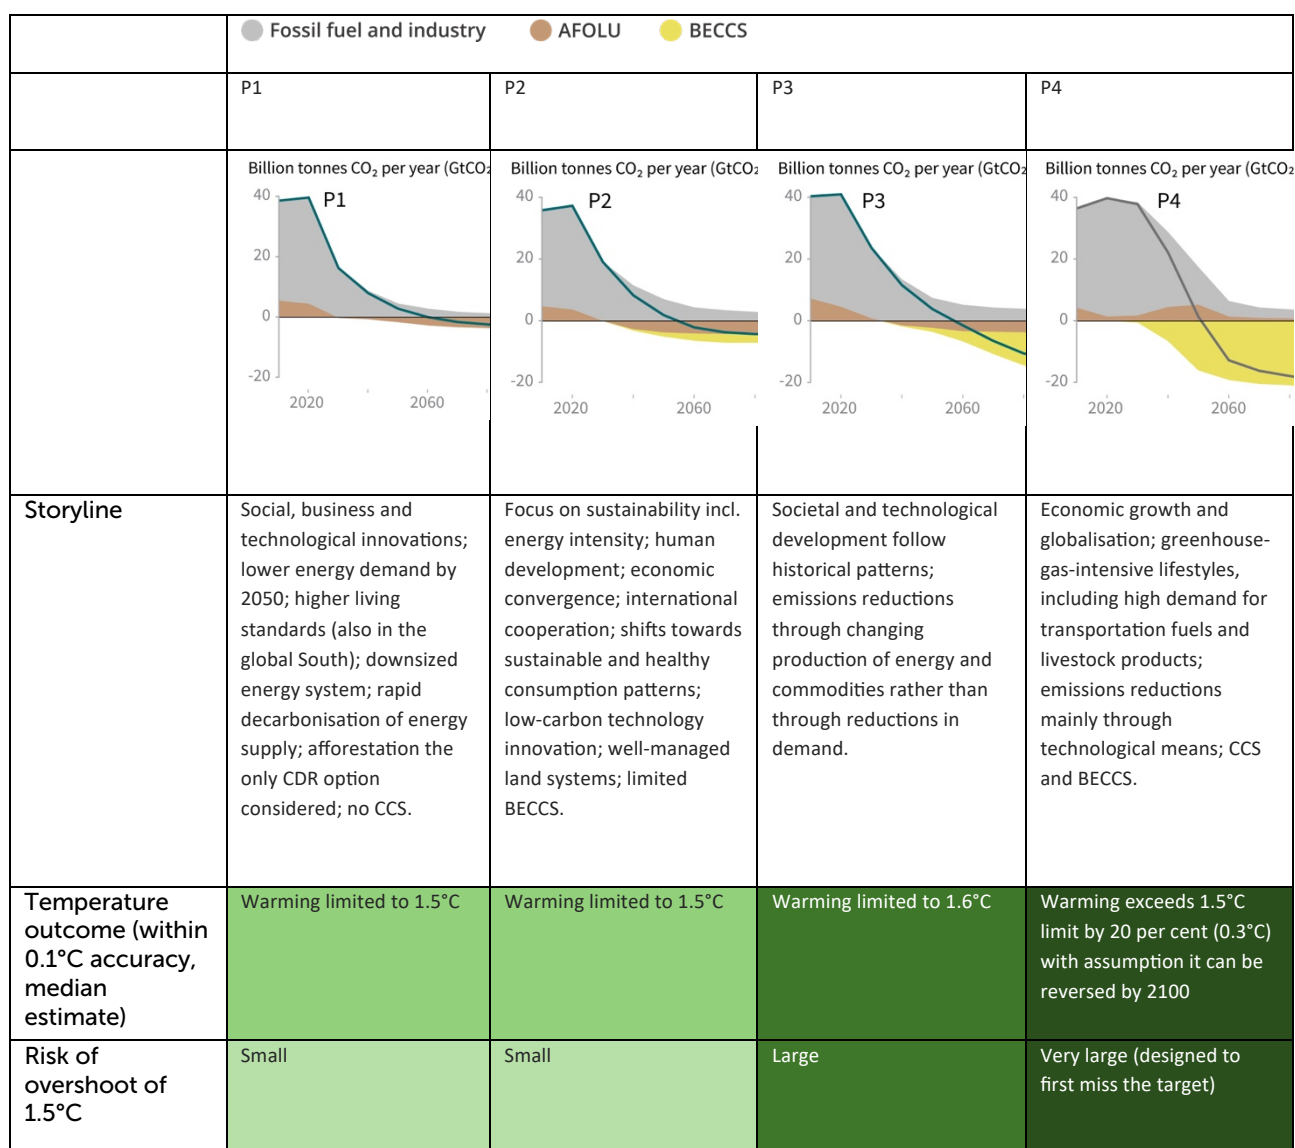 Fossil fuel and industry AFOLU BECCS
P1 P2 P3 P4
Billion tonnes CO₂ per year (GtCO₂
40
P1
20
0
-20
2020 2060
Billion tonnes CO₂ per year (GtCO₂
40
P2
20
0
-20
2020 2060
Billion tonnes CO₂ per year (GtCO₂
40
P3
20
0
-20
2020 2060
Billion tonnes CO₂ per year (GtCO₂
40
P4
20
0
-20
2020 2060
Storyline
Social, business and
technological innovations;
lower energy demand by
2050; higher living
standards (also in the
global South); downsized
energy system; rapid
decarbonisation of energy
supply; afforestation the
only CDR option
considered; no CCS.
Focus on sustainability incl.
energy intensity; human
development; economic
convergence; international
cooperation; shifts towards
sustainable and healthy
consumption patterns;
low-carbon technology
innovation; well-managed
land systems; limited
BECCS.
Societal and technological
development follow
historical patterns;
emissions reductions
through changing
production of energy and
commodities rather than
through reductions in
demand.
Economic growth and
globalisation; greenhouse-
gas-intensive lifestyles,
including high demand for
transportation fuels and
livestock products;
emissions reductions
mainly through
technological means; CCS
and BECCS.
Temperature
outcome (within
0.1°C accuracy,
median
estimate)
Warming limited to 1.5°C
Warming limited to 1.5°C
Warming limited to 1.6°C
Warming exceeds 1.5°C
limit by 20 per cent (0.3°C)
with assumption it can be
reversed by 2100
Risk of
overshoot of
1.5°C
Small
Small
Large
Very large (designed to
first miss the target)